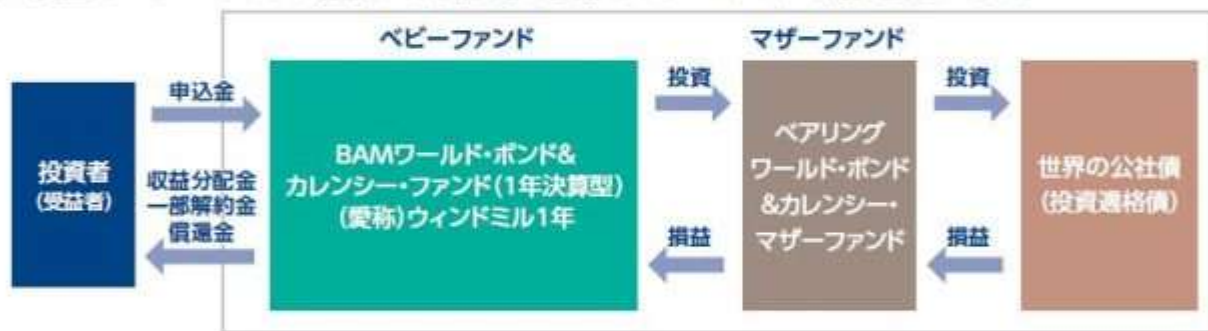 ベビーファンド
マザーファンド
投資者
(受益者)
申込金
収益分配金
一部解約金
償還金
BAMワールド・ボンド&
カレンシー・ファンド(1年決算型)
(愛称)ウィンドミル1年
投資
損益
ベアリング
ワールド・ボンド
&カレンシー・
マザーファンド
投資
損益
世界の公社債
(投資適格債)